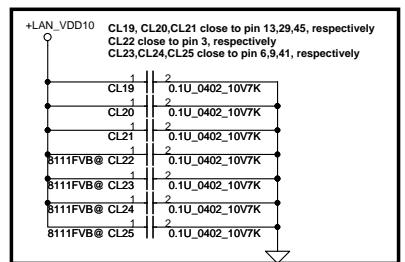 +LAN_VDD10
CL19, CL20,CL21 close to pin 13,29,45, respectively
CL22 close to pin 3, respectively
CL23,CL24,CL25 close to pin 6,9,41, respectively
1 2
CL19 0.1U_0402_10V7K
1 2
CL20 0.1U_0402_10V7K
1 2
CL21 0.1U_0402_10V7K
1 2
8111FVB@ CL22 0.1U_0402_10V7K
1 2
8111FVB@ CL23 0.1U_0402_10V7K
1 2
8111FVB@ CL24 0.1U_0402_10V7K
1 2
8111FVB@ CL25 0.1U_0402_10V7K